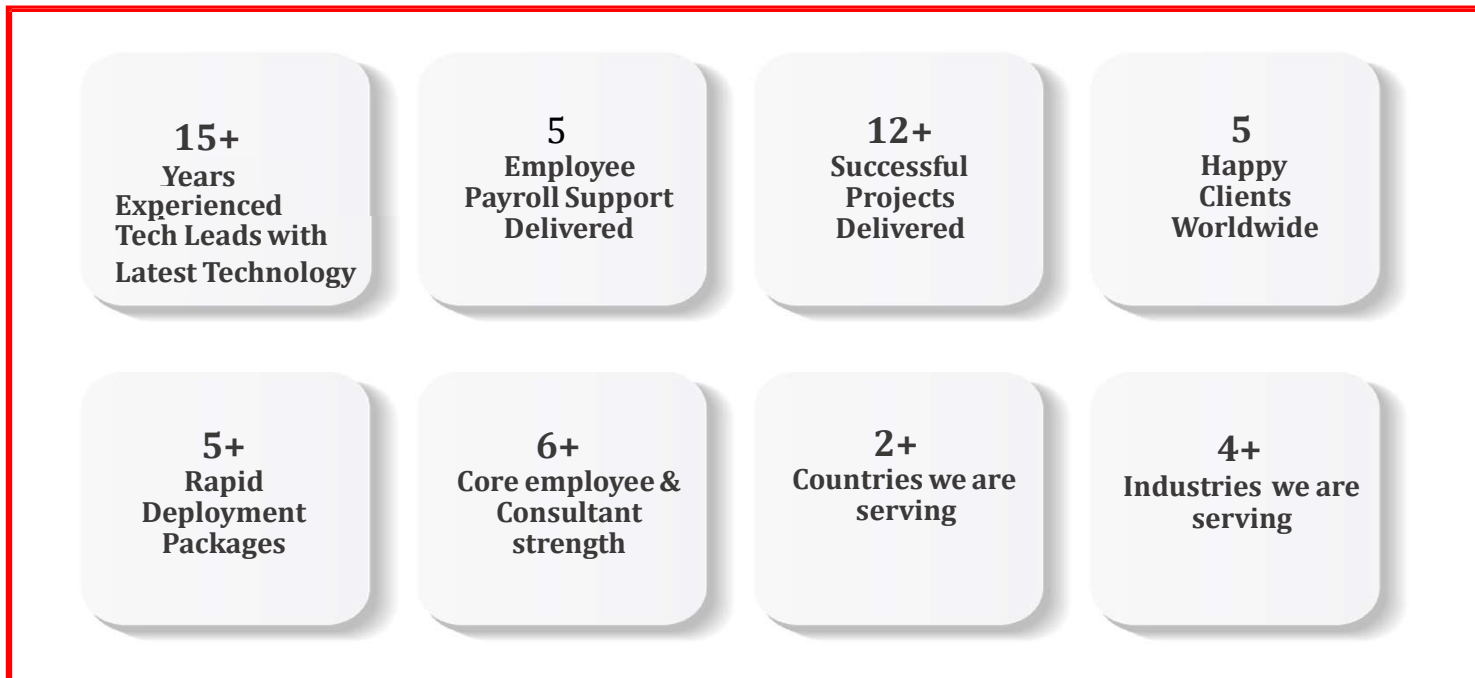 15+
Years
Experienced
Tech Leads with
Latest Technology
5
Employee
Payroll Support
Delivered
12+
Successful
Projects
Delivered
5
Happy
Clients
Worldwide
5+
Rapid
Deployment
Packages
6+
Core employee &
Consultant
strength
2+
Countries we are
serving
4+
Industries we are
serving